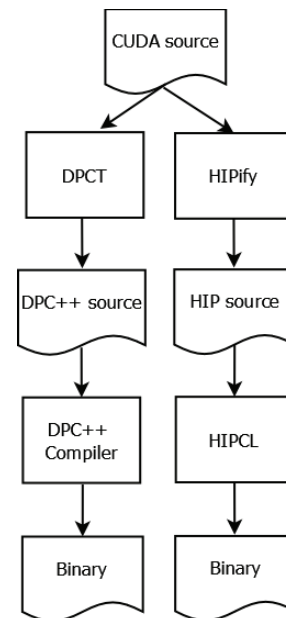 CUDA source
DPCT
HIPify
DPC++ source
HIP source
DPC++
Compiler
HIPCL
Binary
Binary